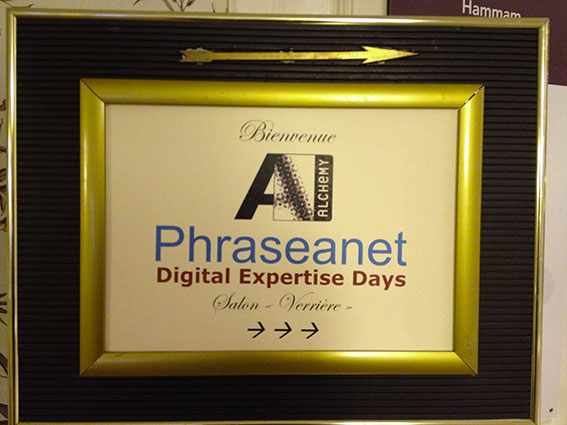 Hammam
Bienvenue
ALCHEMY
Phraseanet
Digital Expertise Days
Salon « Verrière »
→→→